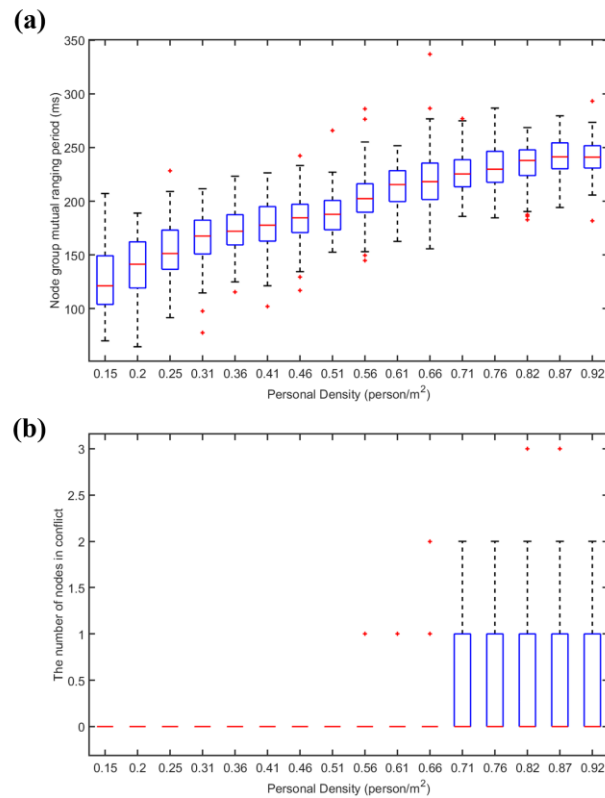 (a)
350
300
250
200
150
100
Node group mutual ranging period (ms)
0.15 0.2 0.25 0.31 0.36 0.41 0.46 0.51 0.56 0.61 0.66 0.71 0.76 0.82 0.87 0.92
Personal Density (person/m²)
(b)
3
2.5
2
1.5
1
0.5
0
The number of nodes in conflict
0.15 0.2 0.25 0.31 0.36 0.41 0.46 0.51 0.56 0.61 0.66 0.71 0.76 0.82 0.87 0.92
Personal Density (person/m²)